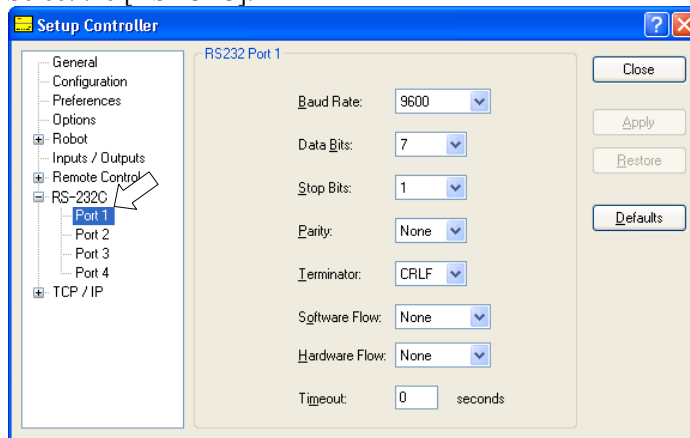 Setup Controller
General
Configuration
Preferences
Options
Robot
Inputs / Outputs
Remote Control
RS-232C
Port 1
Port 2
Port 3
Port 4
TCP / IP
RS232 Port 1
Baud Rate: 9600
Data Bits: 7
Stop Bits: 1
Parity: None
Terminator: CRLF
Software Flow: None
Hardware Flow: None
Timeout: 0 seconds
Close
Apply
Restore
Defaults